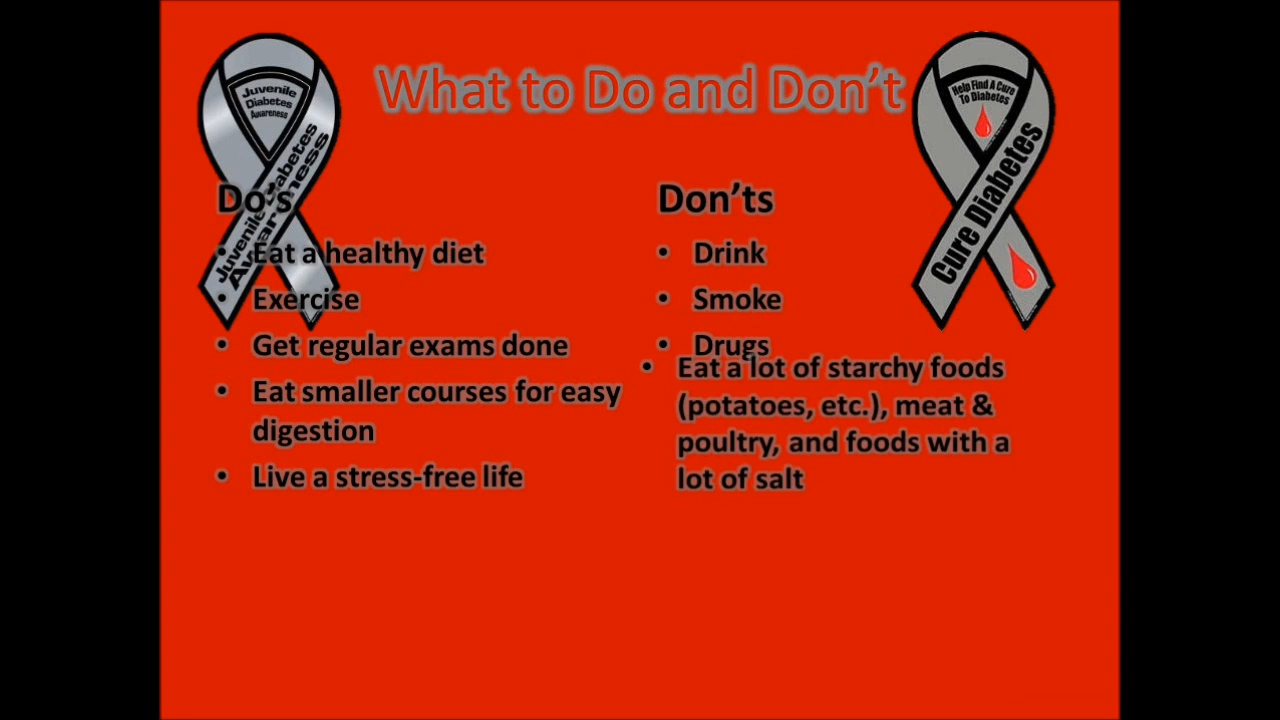 What to Do and Don't
Juvenile
Diabetes
Awareness
Juvenile Diabetes
Awareness
Help Find A Cure
To Diabetes
Cure Diabetes
Do's
• Eat a healthy diet
• Exercise
• Get regular exams done
• Eat smaller courses for easy
digestion
• Live a stress-free life
Don'ts
• Drink
• Smoke
• Drugs
• Eat a lot of starchy foods
(potatoes, etc.), meat &
poultry, and foods with a
lot of salt